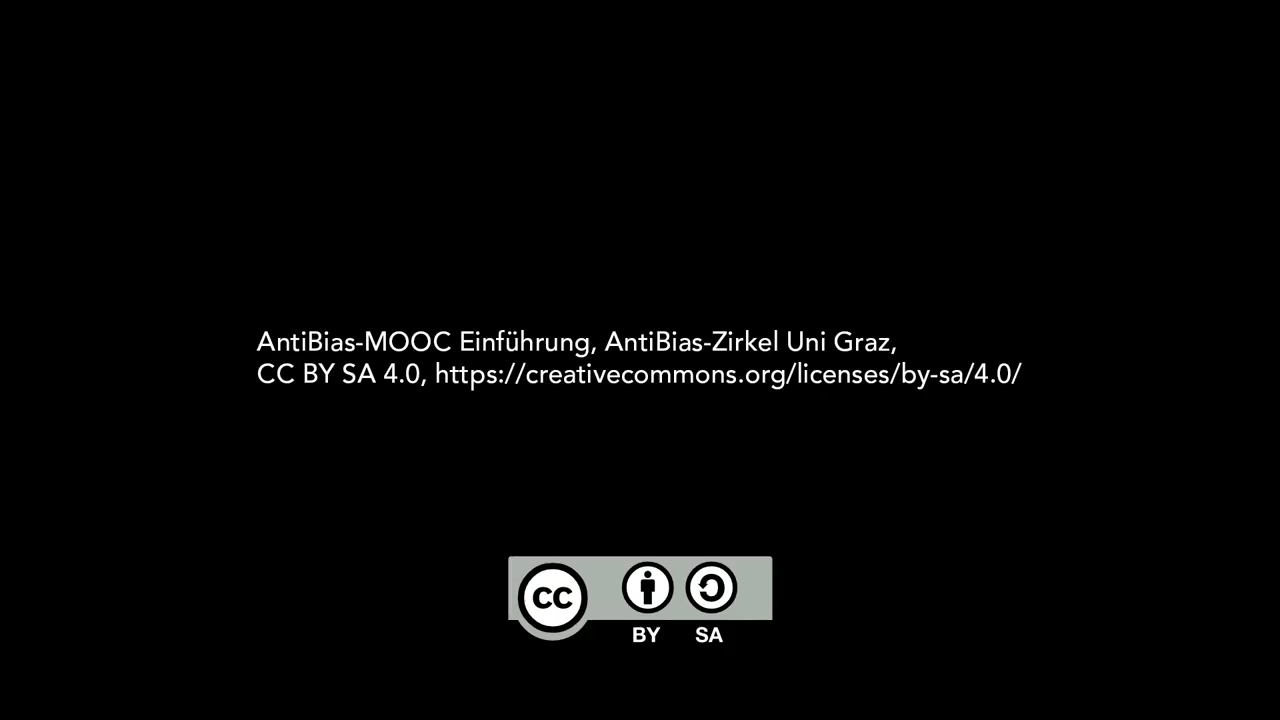 AntiBias-MOOC Einführung, AntiBias-Zirkel Uni Graz,
CC BY SA 4.0, https://creativecommons.org/licenses/by-sa/4.0/
CC
BY SA